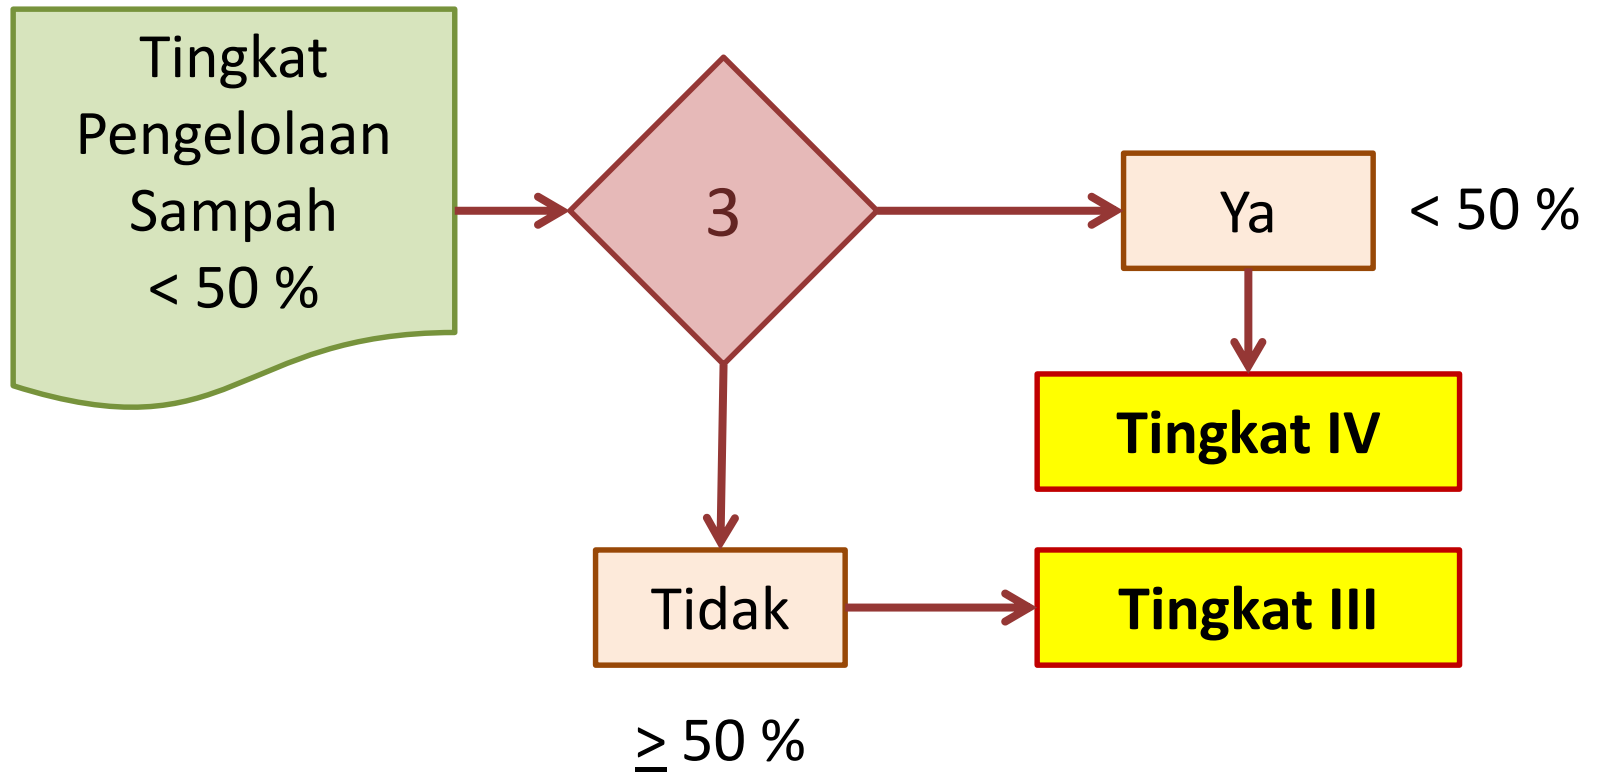 Tingkat
Pengelolaan
Sampah
< 50 %
3
Ya
< 50 %
Tingkat IV
Tidak
Tingkat III
≥ 50 %